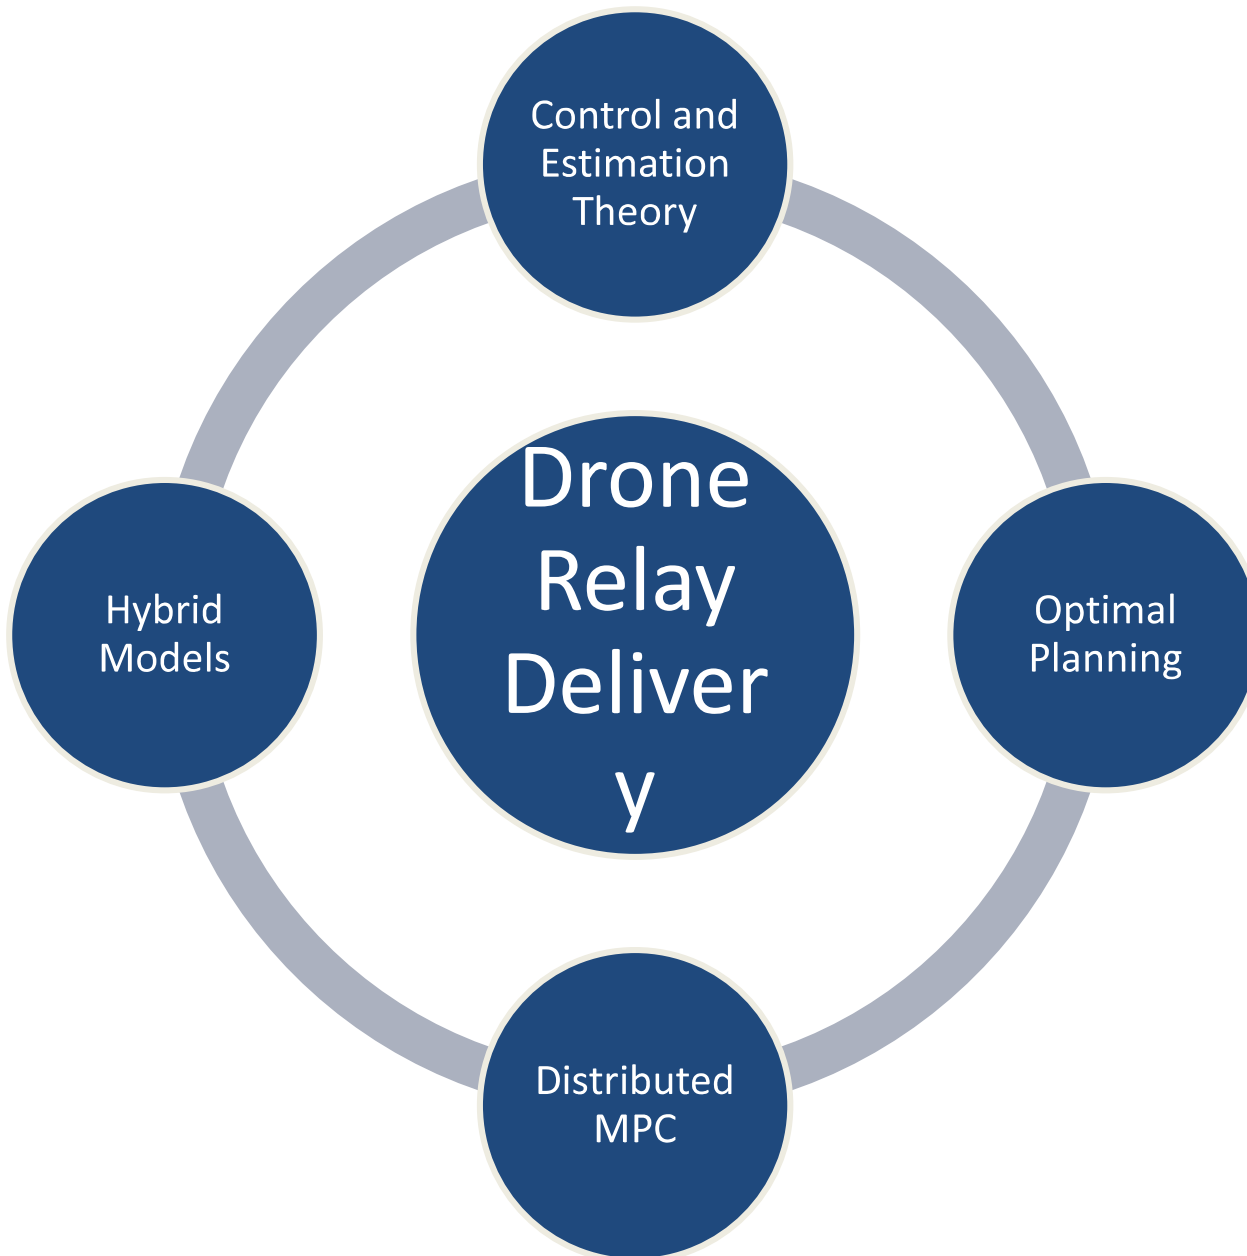 Control and
Estimation
Theory
Drone
Relay
Deliver
y
Hybrid
Models
Optimal
Planning
Distributed
MPC